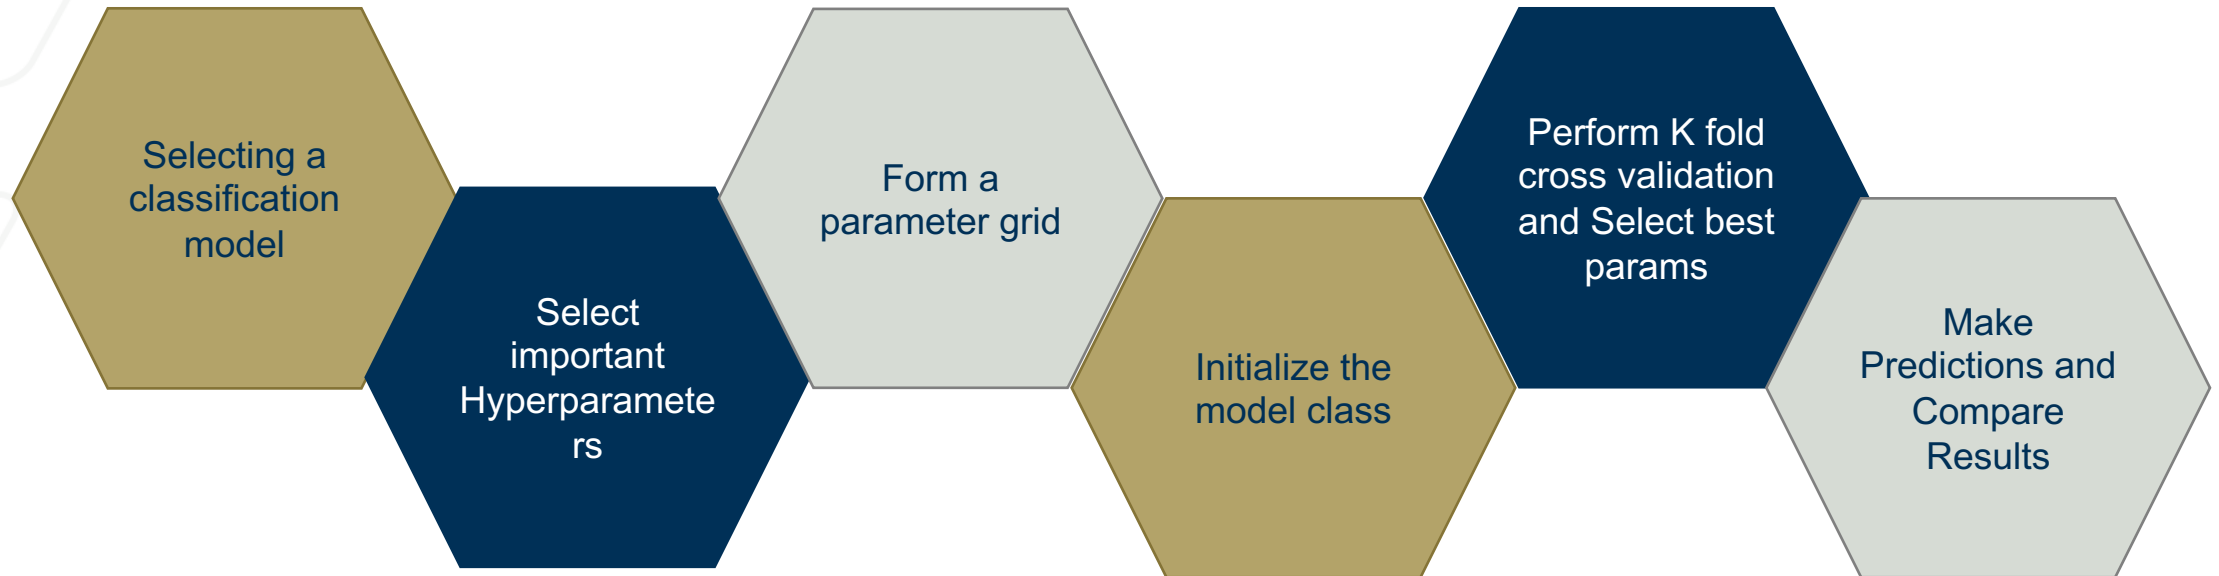 Selecting a
classification
model
Select
important
Hyperparamete
rs
Form a
parameter grid
Initialize the
model class
Perform K fold
cross validation
and Select best
params
Make
Predictions and
Compare
Results